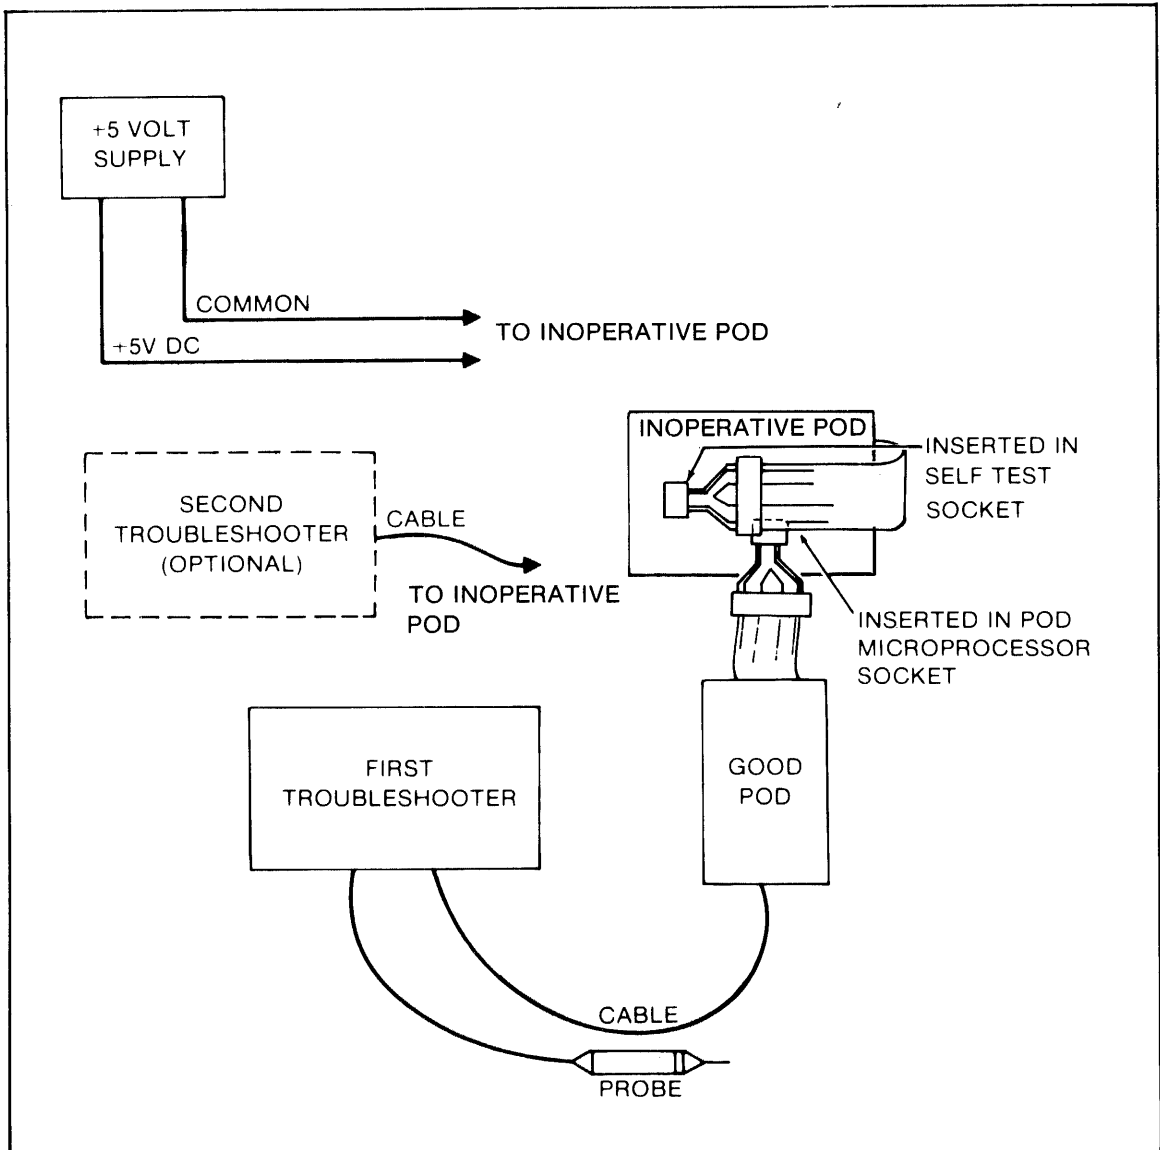 +5 VOLT
SUPPLY
COMMON
+5V DC
TO INOPERATIVE POD
INOPERATIVE POD
INSERTED IN
SELF TEST
SOCKET
SECOND
TROUBLESHOOTER
(OPTIONAL)
CABLE
TO INOPERATIVE
POD
INSERTED IN POD
MICROPROCESSOR
SOCKET
FIRST
TROUBLESHOOTER
GOOD
POD
CABLE
PROBE